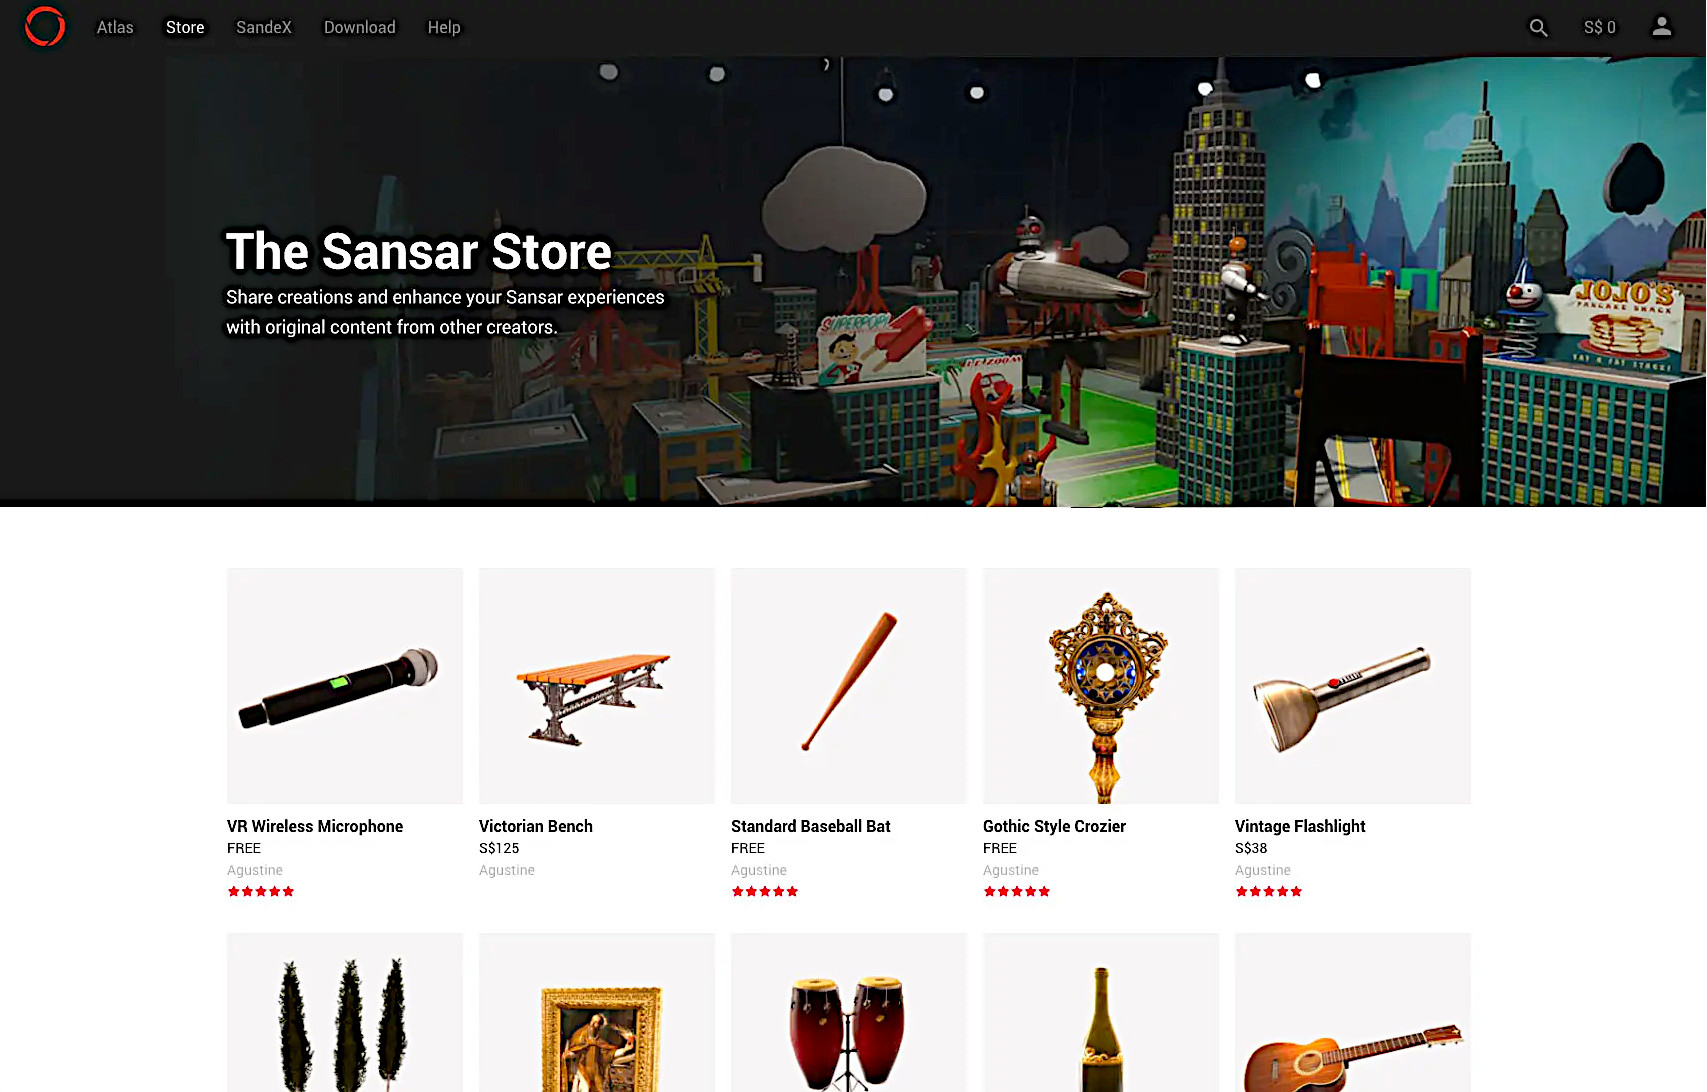 Atlas Store SandeX Download Help S$ 0
The Sansar Store
Share creations and enhance your Sansar experiences
with original content from other creators.
SUPERPOP!
JOJO'S
PANCAKE SHACK
VR Wireless Microphone
FREE
Agustine
Victorian Bench
S$125
Agustine
Standard Baseball Bat
FREE
Agustine
Gothic Style Crozier
FREE
Agustine
Vintage Flashlight
S$38
Agustine